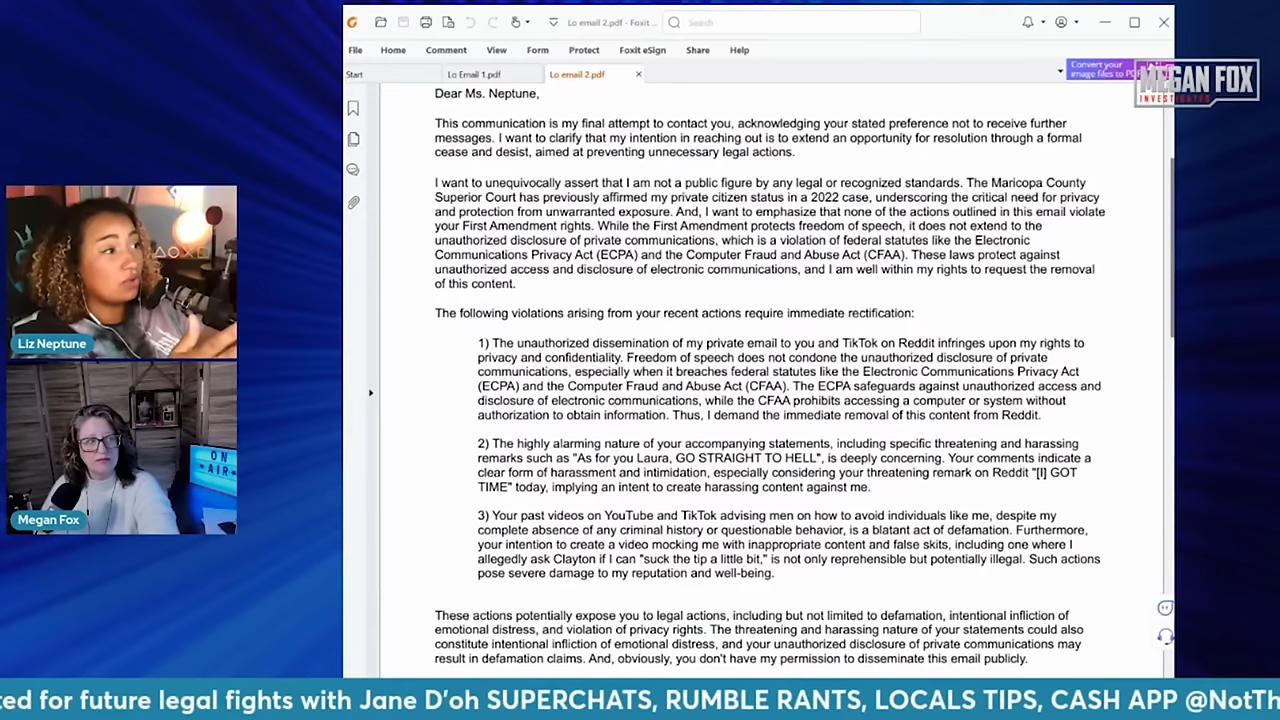 Lo email 2.pdf - Foxit ...
Search
File Home Comment View Form Protect Foxit eSign Share Help
Start Lo Email 1.pdf Lo email 2.pdf
Convert your
image files to PD
MEGAN FOX
INVESTIGATES
Dear Ms. Neptune,
This communication is my final attempt to contact you, acknowledging your stated preference not to receive further
messages. I want to clarify that my intention in reaching out is to extend an opportunity for resolution through a formal
cease and desist, aimed at preventing unnecessary legal actions.
I want to unequivocally assert that I am not a public figure by any legal or recognized standards. The Maricopa County
Superior Court has previously affirmed my private citizen status in a 2022 case, underscoring the critical need for privacy
and protection from unwarranted exposure. And, I want to emphasize that none of the actions outlined in this email violate
your First Amendment rights. While the First Amendment protects freedom of speech, it does not extend to the
unauthorized disclosure of private communications, which is a violation of federal statutes like the Electronic
Communications Privacy Act (ECPA) and the Computer Fraud and Abuse Act (CFAA). These laws protect against
unauthorized access and disclosure of electronic communications, and I am well within my rights to request the removal
of this content.
The following violations arising from your recent actions require immediate rectification:
1) The unauthorized dissemination of my private email to you and TikTok on Reddit infringes upon my rights to
privacy and confidentiality. Freedom of speech does not condone the unauthorized disclosure of private
communications, especially when it breaches federal statutes like the Electronic Communications Privacy Act
(ECPA) and the Computer Fraud and Abuse Act (CFAA). The ECPA safeguards against unauthorized access and
disclosure of electronic communications, while the CFAA prohibits accessing a computer or system without
authorization to obtain information. Thus, I demand the immediate removal of this content from Reddit.
2) The highly alarming nature of your accompanying statements, including specific threatening and harassing
remarks such as "As for you Laura, GO STRAIGHT TO HELL", is deeply concerning. Your comments indicate a
clear form of harassment and intimidation, especially considering your threatening remark on Reddit "[I] GOT
TIME" today, implying an intent to create harassing content against me.
3) Your past videos on YouTube and TikTok advising men on how to avoid individuals like me, despite my
complete absence of any criminal history or questionable behavior, is a blatant act of defamation. Furthermore,
your intention to create a video mocking me with inappropriate content and false skits, including one where I
allegedly ask Clayton if I can "suck the tip a little bit," is not only reprehensible but potentially illegal. Such actions
pose severe damage to my reputation and well-being.
These actions potentially expose you to legal actions, including but not limited to defamation, intentional infliction of
emotional distress, and violation of privacy rights. The threatening and harassing nature of your statements could also
constitute intentional infliction of emotional distress, and your unauthorized disclosure of private communications may
result in defamation claims. And, obviously, you don't have my permission to disseminate this email publicly.
Liz Neptune
ON
AIR
Megan Fox
ted for future legal fights with Jane D'oh SUPERCHATS, RUMBLE RANTS, LOCALS TIPS, CASH APP @NotTh